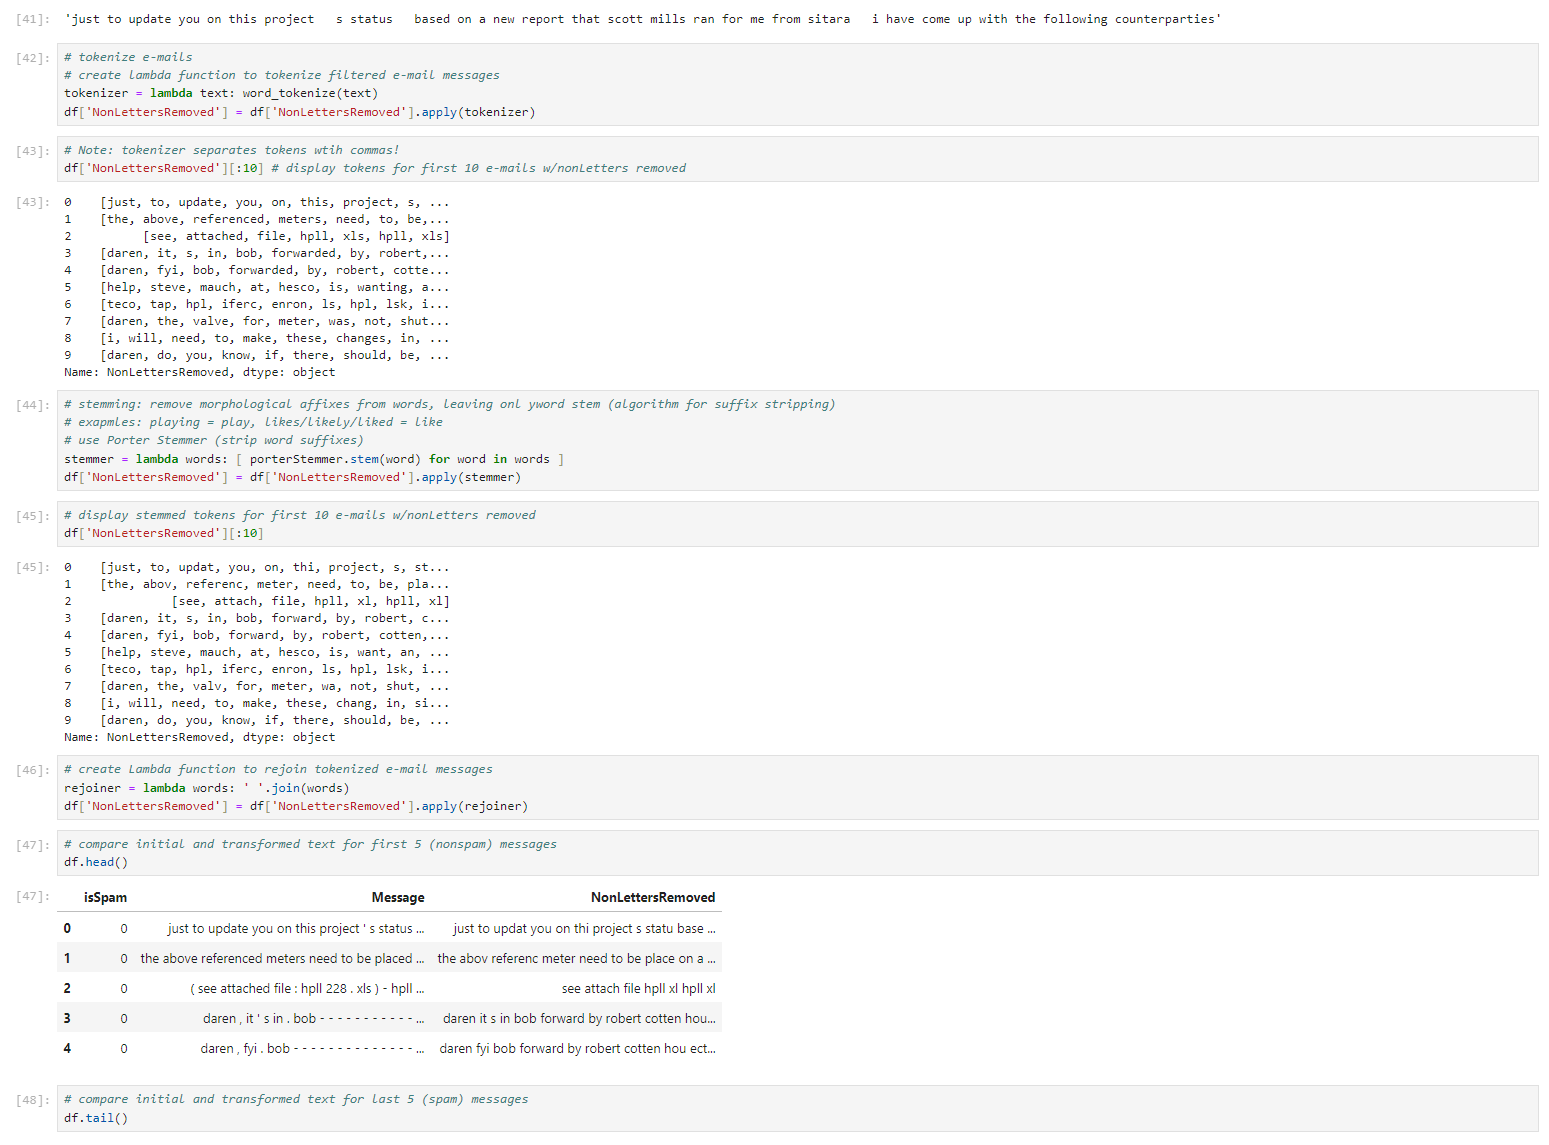 [41]: 'just to update you on this project   s status   based on a new report that scott mills ran for me from sitara   i have come up with the following counterparties'
[42]: # tokenize e-mails
# create lambda function to tokenize filtered e-mail messages
tokenizer = lambda text: word_tokenize(text)
df['NonLettersRemoved'] = df['NonLettersRemoved'].apply(tokenizer)
[43]: # Note: tokenizer separates tokens wtih commas!
df['NonLettersRemoved'][:10] # display tokens for first 10 e-mails w/nonLetters removed
[43]: 0    [just, to, update, you, on, this, project, s, ...
1    [the, above, referenced, meters, need, to, be,...
2          [see, attached, file, hpll, xls, hpll, xls]
3    [daren, it, s, in, bob, forwarded, by, robert,...
4    [daren, fyi, bob, forwarded, by, robert, cotte...
5    [help, steve, mauch, at, hesco, is, wanting, a...
6    [teco, tap, hpl, iferc, enron, ls, hpl, lsk, i...
7    [daren, the, valve, for, meter, was, not, shut...
8    [i, will, need, to, make, these, changes, in, ...
9    [daren, do, you, know, if, there, should, be, ...
Name: NonLettersRemoved, dtype: object
[44]: # stemming: remove morphological affixes from words, leaving onl yword stem (algorithm for suffix stripping)
# exapmles: playing = play, likes/likely/liked = like
# use Porter Stemmer (strip word suffixes)
stemmer = lambda words: [ porterStemmer.stem(word) for word in words ]
df['NonLettersRemoved'] = df['NonLettersRemoved'].apply(stemmer)
[45]: # display stemmed tokens for first 10 e-mails w/nonLetters removed
df['NonLettersRemoved'][:10]
[45]: 0    [just, to, updat, you, on, thi, project, s, st...
1    [the, abov, referenc, meter, need, to, be, pla...
2              [see, attach, file, hpll, xl, hpll, xl]
3    [daren, it, s, in, bob, forward, by, robert, c...
4    [daren, fyi, bob, forward, by, robert, cotten,...
5    [help, steve, mauch, at, hesco, is, want, an, ...
6    [teco, tap, hpl, iferc, enron, ls, hpl, lsk, i...
7    [daren, the, valv, for, meter, wa, not, shut, ...
8    [i, will, need, to, make, these, chang, in, si...
9    [daren, do, you, know, if, there, should, be, ...
Name: NonLettersRemoved, dtype: object
[46]: # create Lambda function to rejoin tokenized e-mail messages
rejoiner = lambda words: ' '.join(words)
df['NonLettersRemoved'] = df['NonLettersRemoved'].apply(rejoiner)
[47]: # compare initial and transformed text for first 5 (nonspam) messages
df.head()
[47]: isSpam Message NonLettersRemoved
0 0 just to update you on this project ' s status ... just to updat you on thi project s statu base ...
1 0 the above referenced meters need to be placed ... the abov referenc meter need to be place on a ...
2 0 ( see attached file : hpll 228 . xls ) - hpll ... see attach file hpll xl hpll xl
3 0 daren , it ' s in . bob - - - - - - - - - - - ... daren it s in bob forward by robert cotten hou...
4 0 daren , fyi . bob - - - - - - - - - - - - - - ... daren fyi bob forward by robert cotten hou ect...
[48]: # compare initial and transformed text for last 5 (spam) messages
df.tail()